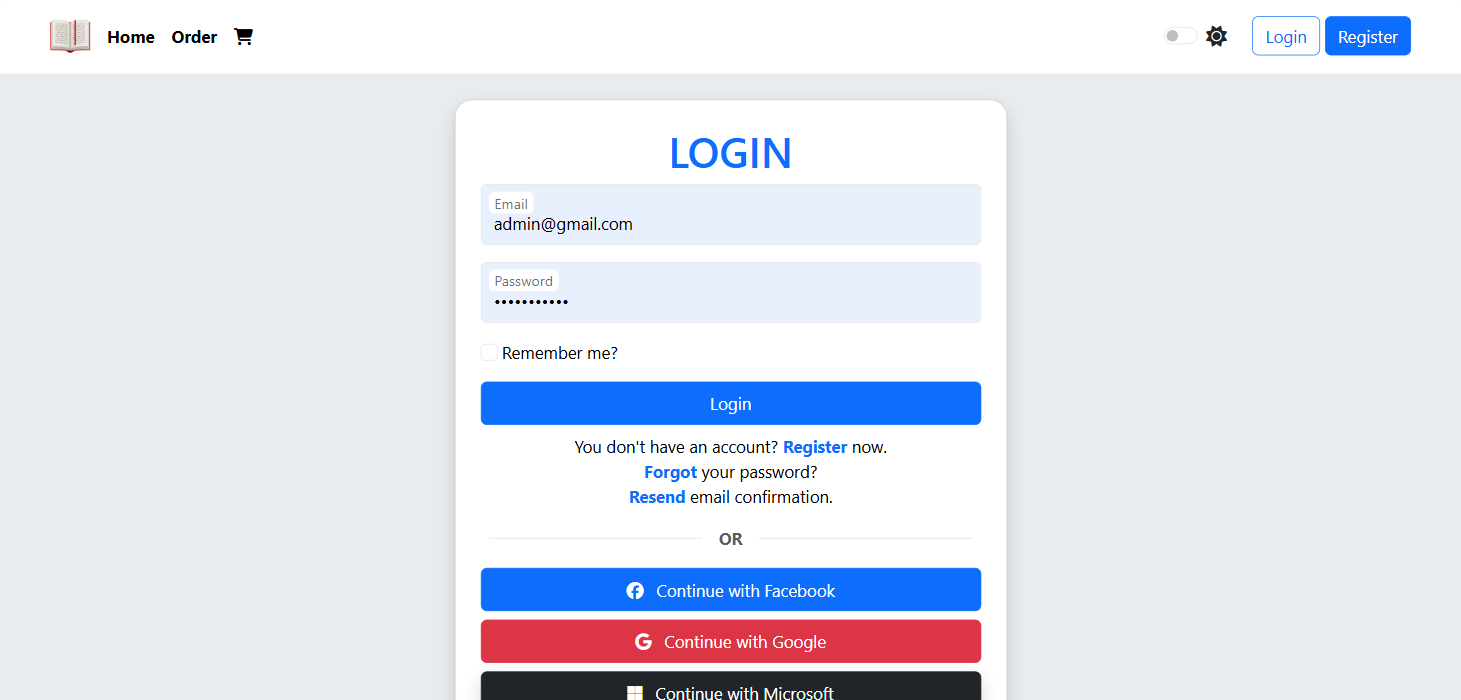 Home Order Login Register
LOGIN
Email
admin@gmail.com
Password
•••••••••••
Remember me?
Login
You don't have an account? Register now.
Forgot your password?
Resend email confirmation.
OR
Continue with Facebook
Continue with Google
Continue with Microsoft